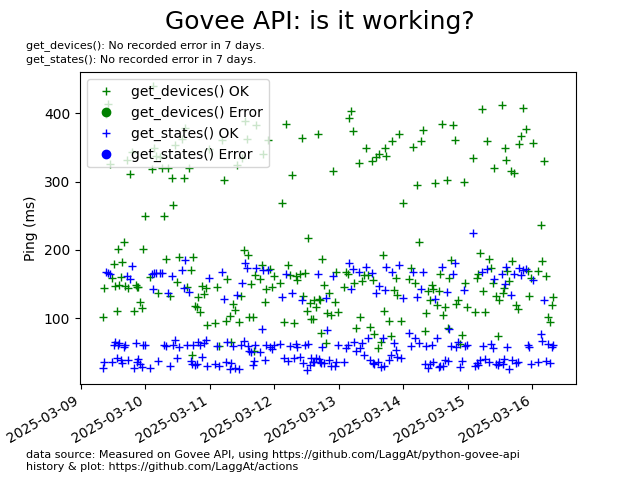 Govee API: is it working?
get_devices(): No recorded error in 7 days.
get_states(): No recorded error in 7 days.
get_devices() OK
get_devices() Error
get_states() OK
get_states() Error
Ping (ms)
400
300
200
100
2025-03-09
2025-03-10
2025-03-11
2025-03-12
2025-03-13
2025-03-14
2025-03-15
2025-03-16
data source: Measured on Govee API, using https://github.com/LaggAt/python-govee-api
history & plot: https://github.com/LaggAt/actions